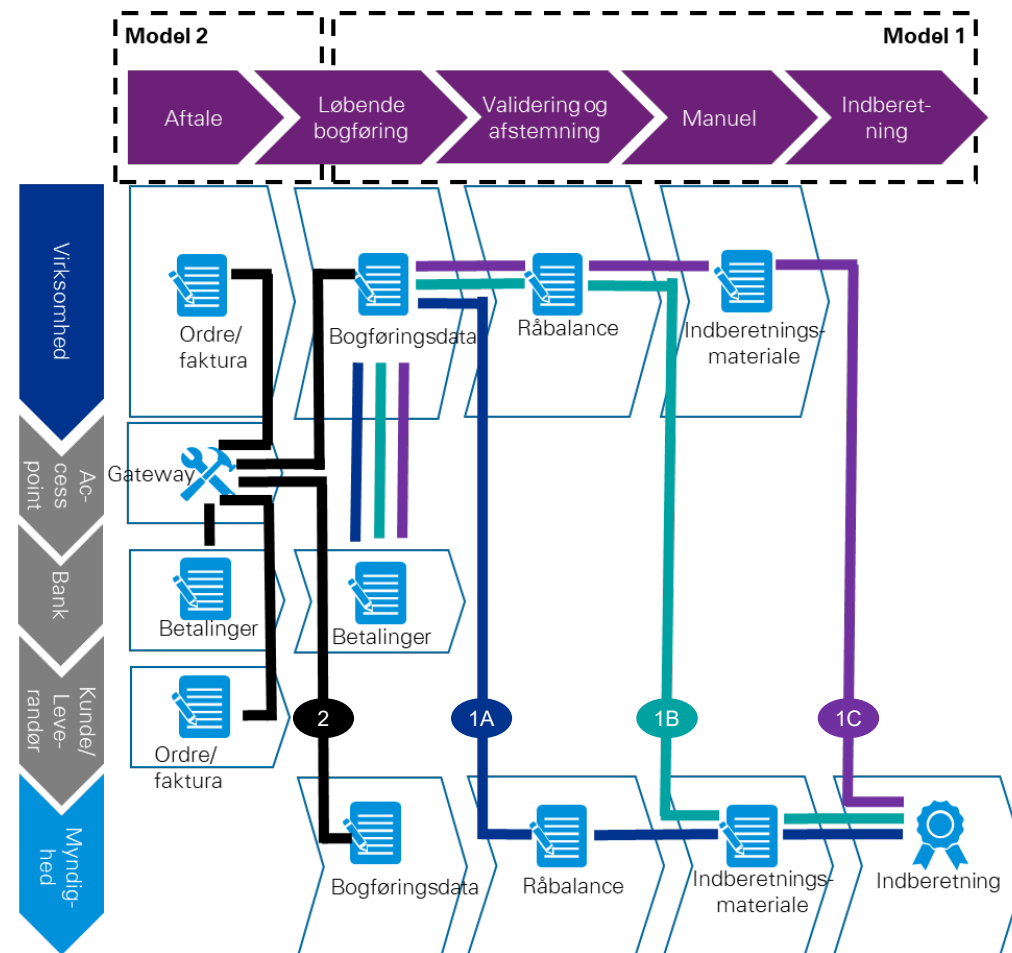 Model 2
Model 1
Aftale
Løbende
bogføring
Validering og
afstemning
Manuel
Indberet-
ning
Virksomhed
Ordre/
faktura
Bogføringsdata
Råbalance
Indberetnings-
materiale
Ac-
cess
point
Gateway
Bank
Betalinger
Betalinger
Kunde/
Leve-
randør
Ordre/
faktura
2
1A
1B
1C
Myndig-
hed
Bogføringsdata
Råbalance
Indberetnings-
materiale
Indberetning